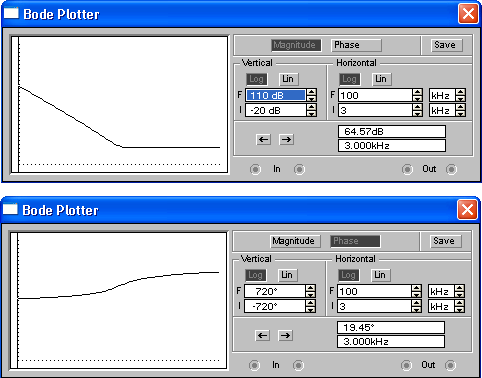 Bode Plotter
Magnitude Phase Save
Vertical Horizontal
Log Lin Log Lin
F 110 dB F 100 kHz
I -20 dB I 3 kHz
64.57dB
3.000kHz
In Out
Bode Plotter
Magnitude Phase Save
Vertical Horizontal
Log Lin Log Lin
F 720° F 100 kHz
I -720° I 3 kHz
19.45°
3.000kHz
In Out